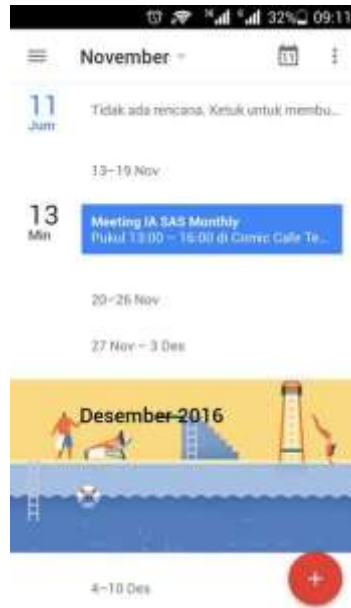 32% 09:11
November
11
Jum
Tidak ada rencana. Ketuk untuk membu...
13–19 Nov
13
Min
Meeting IA SAS Monthly
Pukul 13:00 – 16:00 di Comic Cafe Te...
20–26 Nov
27 Nov – 3 Des
Desember 2016
4–10 Des